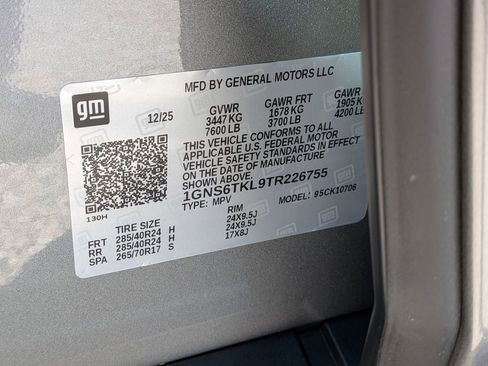 MFD BY GENERAL MOTORS LLC
gm
12/25
GVWR GAWR FRT GAWR
3447 KG 1678 KG 1905 KG
7600 LB 3700 LB 4200 LB
THIS VEHICLE CONFORMS TO ALL
APPLICABLE U.S. FEDERAL MOTOR
VEHICLE SAFETY STANDARDS IN EFFECT
ON THE DATE OF MANUFACTURE
SHOWN ABOVE.
1GNS6TKL9TR226755
TYPE: MPV MODEL: 95CK10706
130H
TIRE SIZE RIM
FRT 285/40R24 H 24X9.5J
RR 285/40R24 H 24X9.5J
SPA 265/70R17 S 17X8J